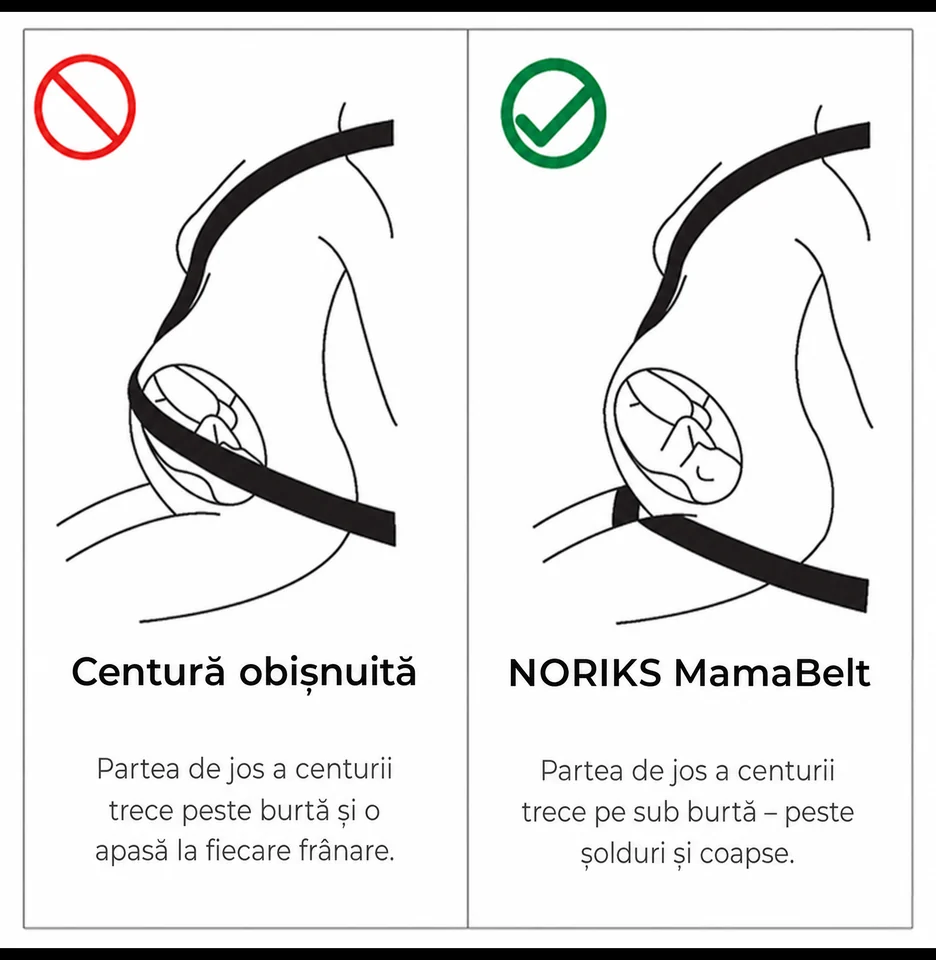 Centură obișnuită
Partea de jos a centurii
trece peste burtă și o
apasă la fiecare frânare.
NORIKS MamaBelt
Partea de jos a centurii
trece pe sub burtă – peste
șolduri și coapse.